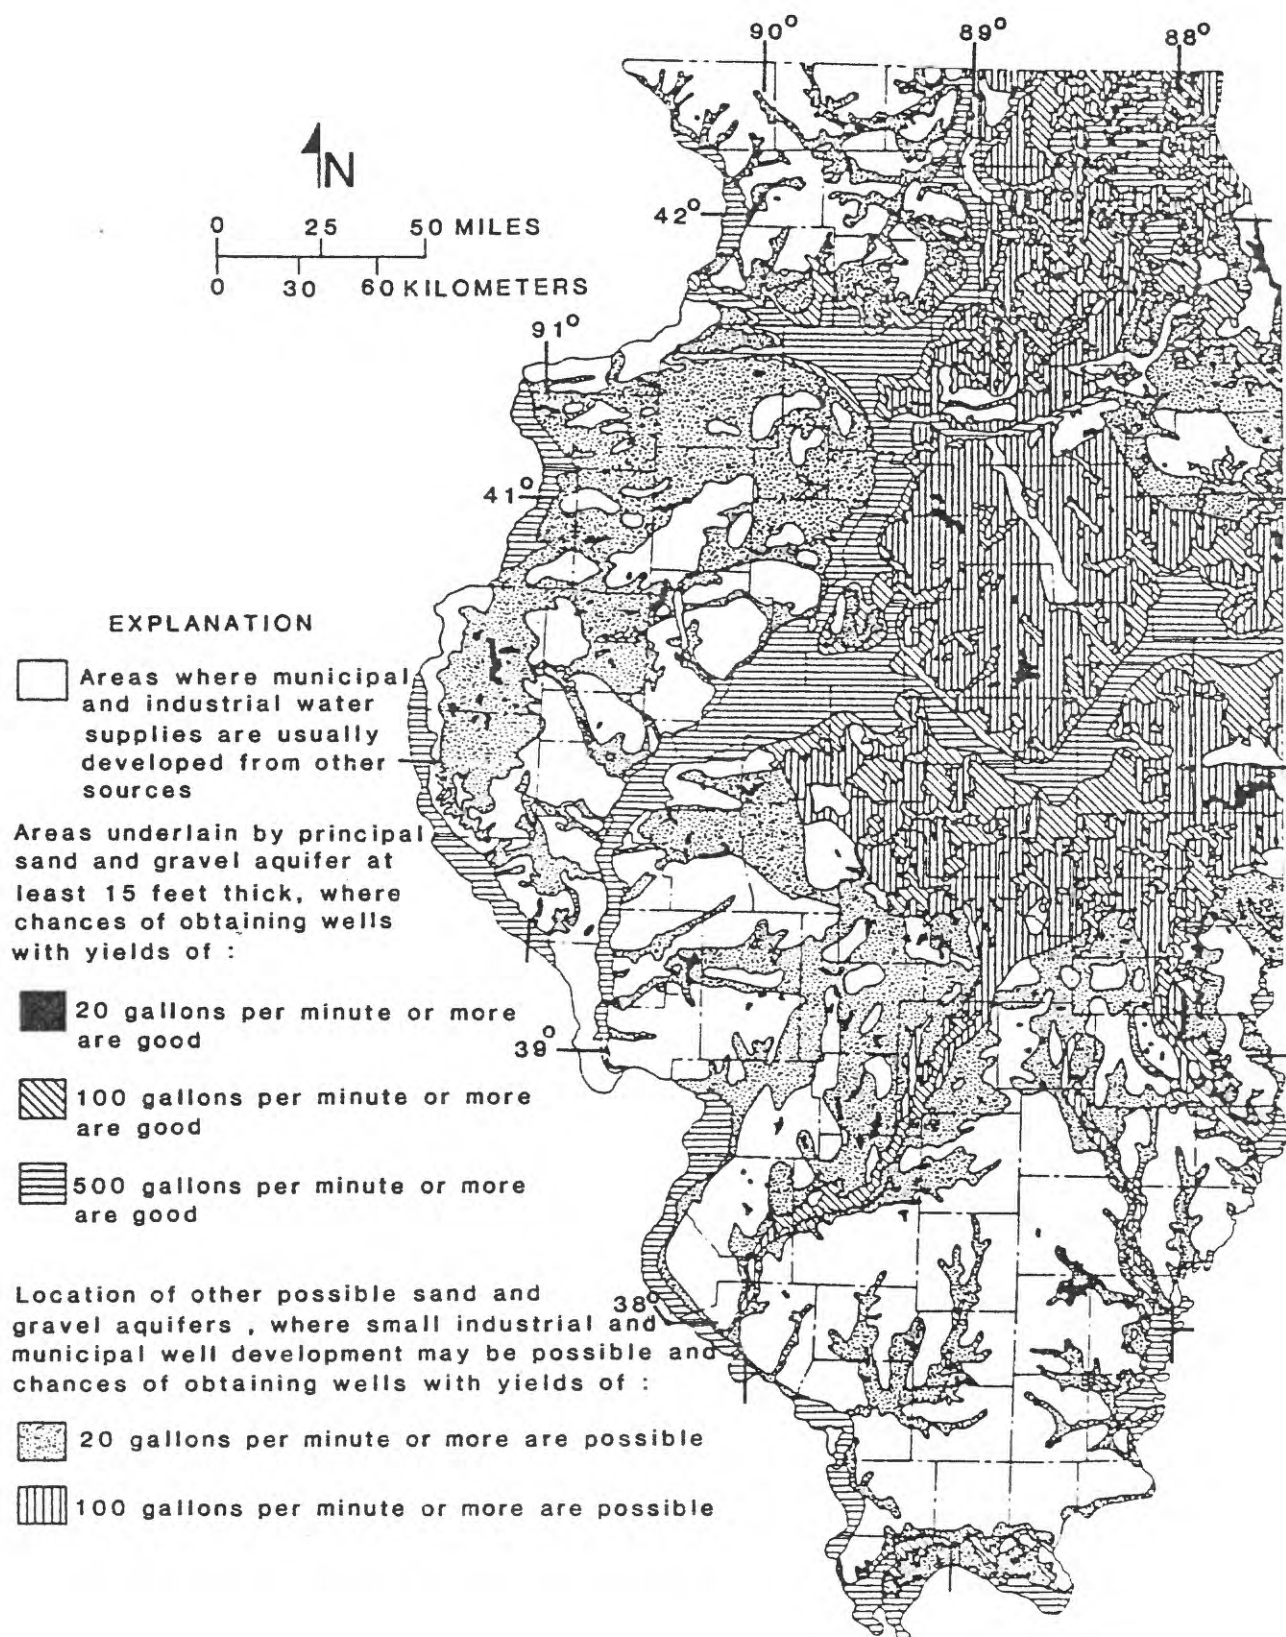 90°
89°
88°
N
0 25 50 MILES
0 30 60 KILOMETERS
42°
91°
41°
39°
38°
EXPLANATION
Areas where municipal
and industrial water
supplies are usually
developed from other
sources
Areas underlain by principal
sand and gravel aquifer at
least 15 feet thick, where
chances of obtaining wells
with yields of :
20 gallons per minute or more
are good
100 gallons per minute or more
are good
500 gallons per minute or more
are good
Location of other possible sand and
gravel aquifers , where small industrial and
municipal well development may be possible and
chances of obtaining wells with yields of :
20 gallons per minute or more are possible
100 gallons per minute or more are possible